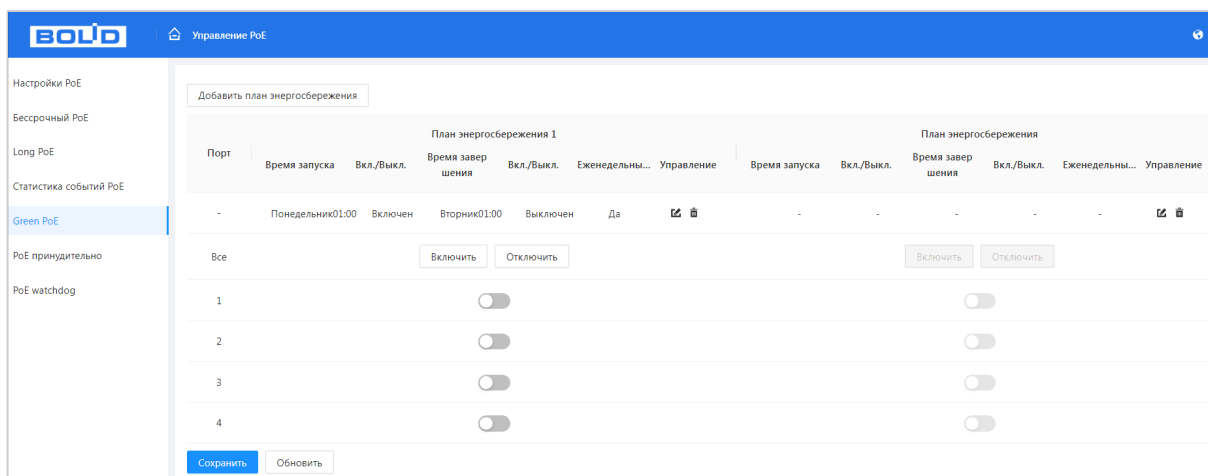 BOLID
Управление PoE
Настройки PoE
Бессрочный PoE
Long PoE
Статистика событий PoE
Green PoE
PoE принудительно
PoE watchdog
Добавить план энергосбережения
Порт План энергосбережения 1 План энергосбережения
Время запуска Вкл./Выкл. Время завер
шения Вкл./Выкл. Еженедельны... Управление Время запуска Вкл./Выкл. Время завер
шения Вкл./Выкл. Еженедельны... Управление
- Понедельник01:00 Включен Вторник01:00 Выключен Да - - - - -
Все Включить Отключить Включить Отключить
1
2
3
4
Сохранить Обновить